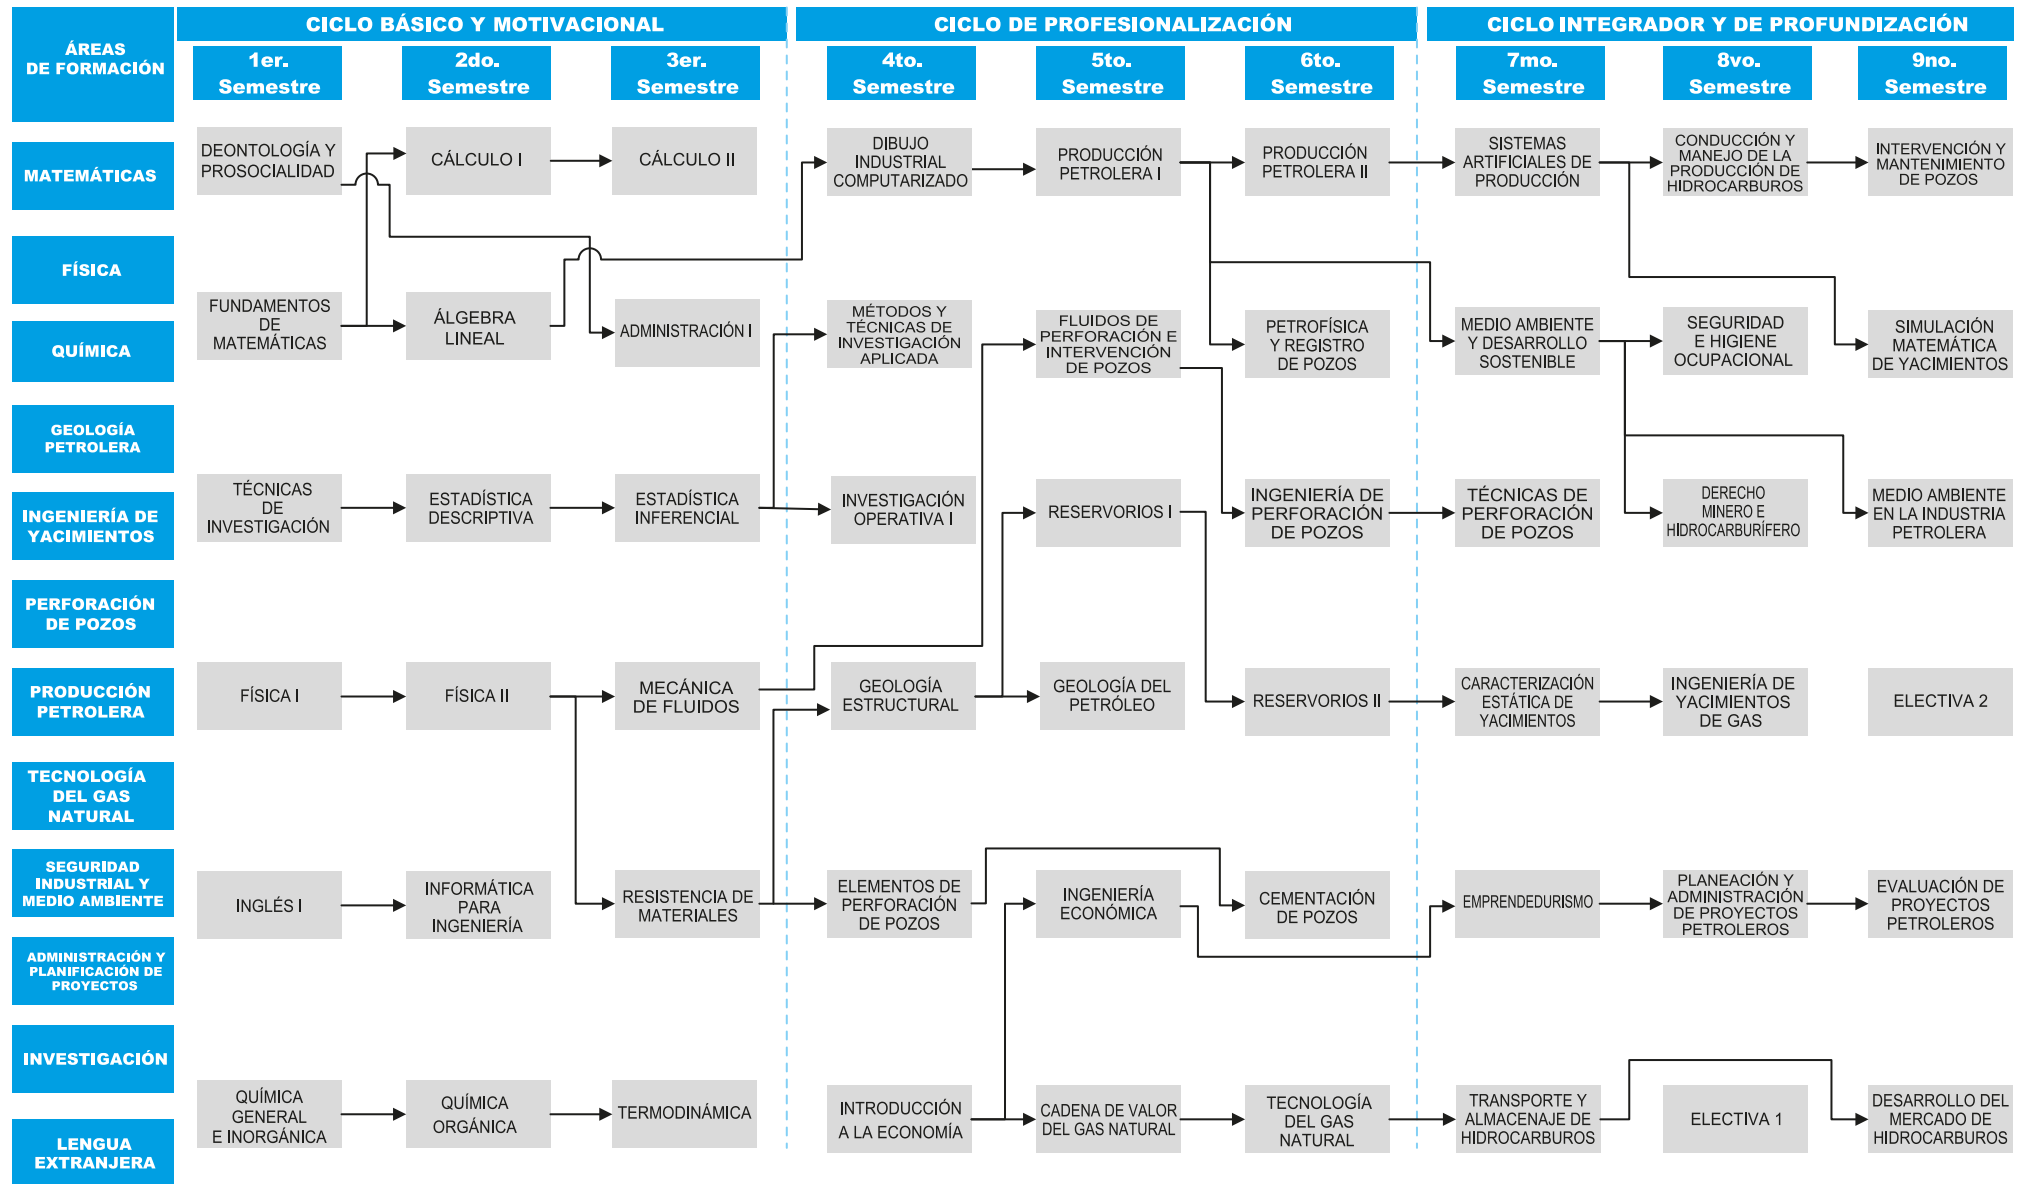 ÁREAS
DE FORMACIÓN
CICLO BÁSICO Y MOTIVACIONAL
CICLO DE PROFESIONALIZACIÓN
CICLO INTEGRADOR Y DE PROFUNDIZACIÓN
1er.
Semestre
2do.
Semestre
3er.
Semestre
4to.
Semestre
5to.
Semestre
6to.
Semestre
7mo.
Semestre
8vo.
Semestre
9no.
Semestre
MATEMÁTICAS
FÍSICA
QUÍMICA
GEOLOGÍA
PETROLERA
INGENIERÍA DE
YACIMIENTOS
PERFORACIÓN
DE POZOS
PRODUCCIÓN
PETROLERA
TECNOLOGÍA
DEL GAS
NATURAL
SEGURIDAD
INDUSTRIAL Y
MEDIO AMBIENTE
ADMINISTRACIÓN Y
PLANIFICACIÓN DE
PROYECTOS
INVESTIGACIÓN
LENGUA
EXTRANJERA
DEONTOLOGÍA Y
PROSOCIALIDAD
CÁLCULO I
CÁLCULO II
DIBUJO
INDUSTRIAL
COMPUTARIZADO
PRODUCCIÓN
PETROLERA I
PRODUCCIÓN
PETROLERA II
SISTEMAS
ARTIFICIALES DE
PRODUCCIÓN
CONDUCCIÓN Y
MANEJO DE LA
PRODUCCIÓN DE
HIDROCARBUROS
INTERVENCIÓN Y
MANTENIMIENTO
DE POZOS
FUNDAMENTOS
DE
MATEMÁTICAS
ÁLGEBRA
LINEAL
ADMINISTRACIÓN I
MÉTODOS Y
TÉCNICAS DE
INVESTIGACIÓN
APLICADA
FLUIDOS DE
PERFORACIÓN E
INTERVENCIÓN
DE POZOS
PETROFÍSICA
Y REGISTRO
DE POZOS
MEDIO AMBIENTE
Y DESARROLLO
SOSTENIBLE
SEGURIDAD
E HIGIENE
OCUPACIONAL
SIMULACIÓN
MATEMÁTICA
DE YACIMIENTOS
TÉCNICAS
DE
INVESTIGACIÓN
ESTADÍSTICA
DESCRIPTIVA
ESTADÍSTICA
INFERENCIAL
INVESTIGACIÓN
OPERATIVA I
RESERVORIOS I
INGENIERÍA DE
PERFORACIÓN
DE POZOS
TÉCNICAS DE
PERFORACIÓN
DE POZOS
DERECHO
MINERO E
HIDROCARBURÍFERO
MEDIO AMBIENTE
EN LA INDUSTRIA
PETROLERA
FÍSICA I
FÍSICA II
MECÁNICA
DE FLUIDOS
GEOLOGÍA
ESTRUCTURAL
GEOLOGÍA DEL
PETRÓLEO
RESERVORIOS II
CARACTERIZACIÓN
ESTÁTICA DE
YACIMIENTOS
INGENIERÍA DE
YACIMIENTOS
DE GAS
ELECTIVA 2
INGLÉS I
INFORMÁTICA
PARA
INGENIERÍA
RESISTENCIA DE
MATERIALES
ELEMENTOS DE
PERFORACIÓN
DE POZOS
INGENIERÍA
ECONÓMICA
CEMENTACIÓN
DE POZOS
EMPRENDEDURISMO
PLANEACIÓN Y
ADMINISTRACIÓN
DE PROYECTOS
PETROLEROS
EVALUACIÓN DE
PROYECTOS
PETROLEROS
QUÍMICA
GENERAL
E INORGÁNICA
QUÍMICA
ORGÁNICA
TERMODINÁMICA
INTRODUCCIÓN
A LA ECONOMÍA
CADENA DE VALOR
DEL GAS NATURAL
TECNOLOGÍA
DEL GAS
NATURAL
TRANSPORTE Y
ALMACENAJE DE
HIDROCARBUROS
ELECTIVA 1
DESARROLLO DEL
MERCADO DE
HIDROCARBUROS